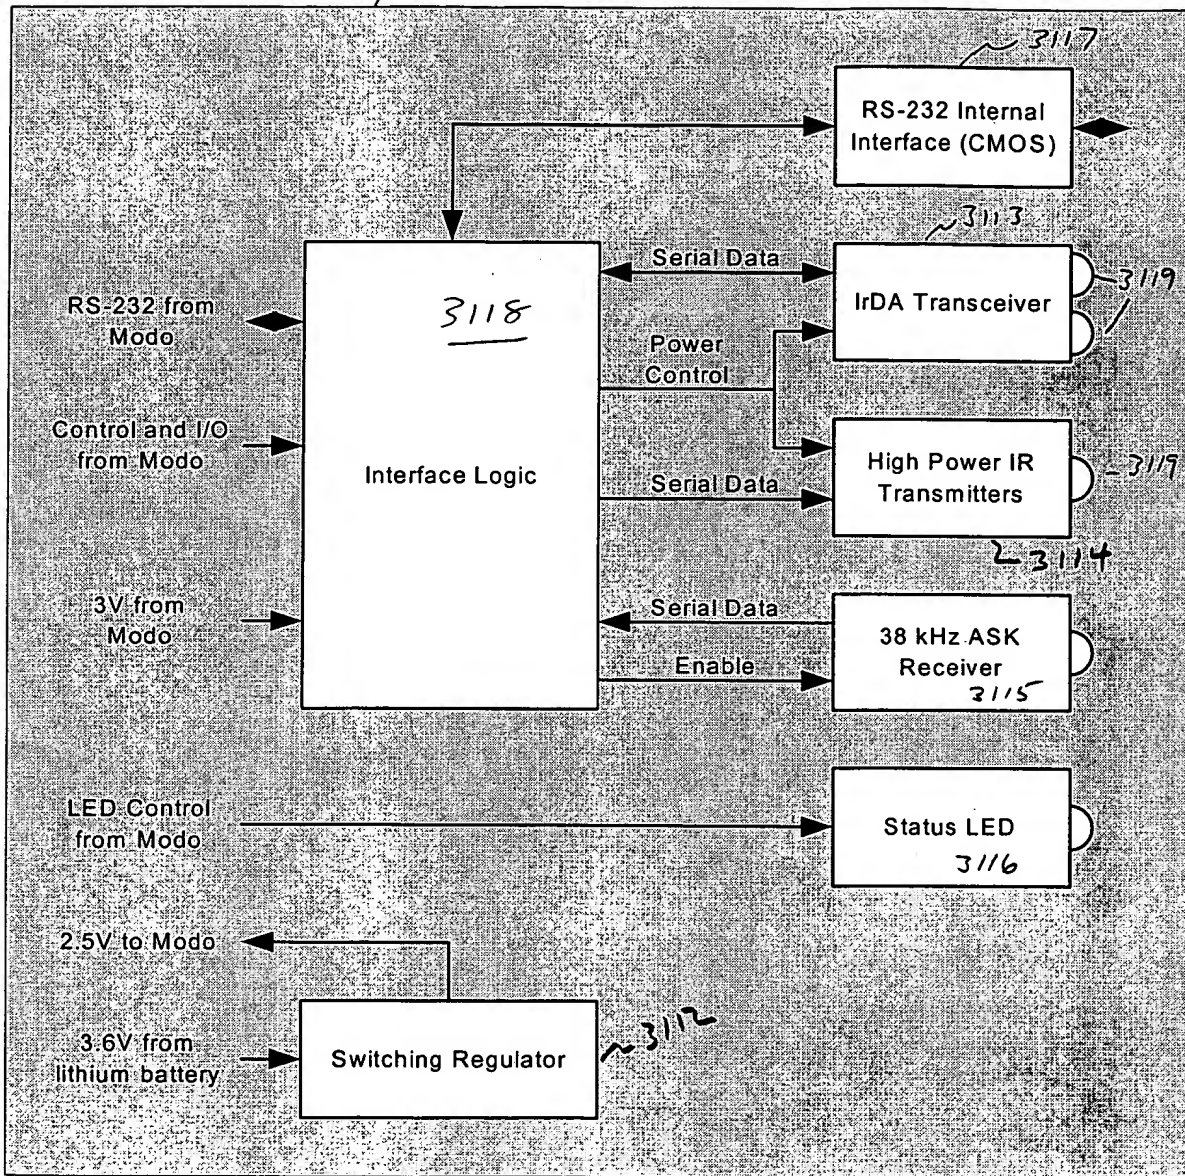 3117
RS-232 Internal
Interface (CMOS)
3113
Serial Data
3119
IrDA Transceiver
RS-232 from
Modo
3118
Power
Control
Control and I/O
from Modo
Interface Logic
High Power IR
Transmitters
3119
Serial Data
3114
3V from
Modo
Serial Data
38 kHz ASK
Receiver
3115
Enable
LED Control
from Modo
Status LED
3116
2.5V to Modo
3112
3.6V from
lithium battery
Switching Regulator